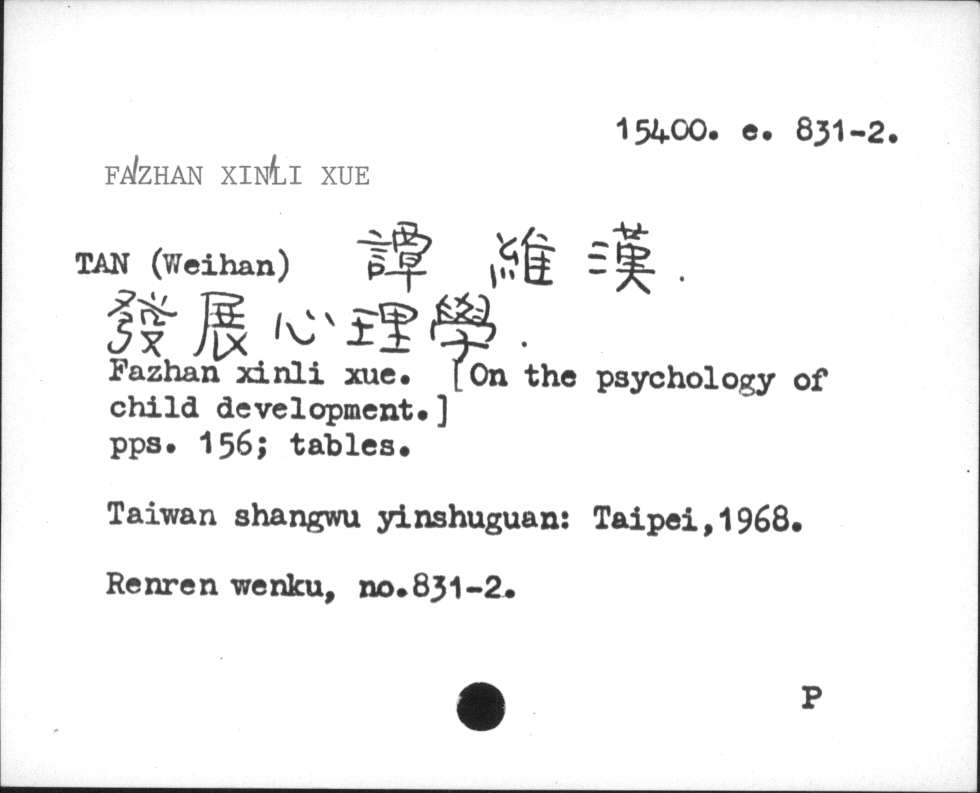 15400. e. 831-2.
FA/ZHAN XIN/LI XUE
TAN (Weihan) 譚 維 漢 .
發 展 心 理 學 .
Fazhan xinli xue. [On the psychology of
child development.]
pps. 156; tables.
Taiwan shangwu yinshuguan: Taipei,1968.
Renren wenku, no.831-2.
P